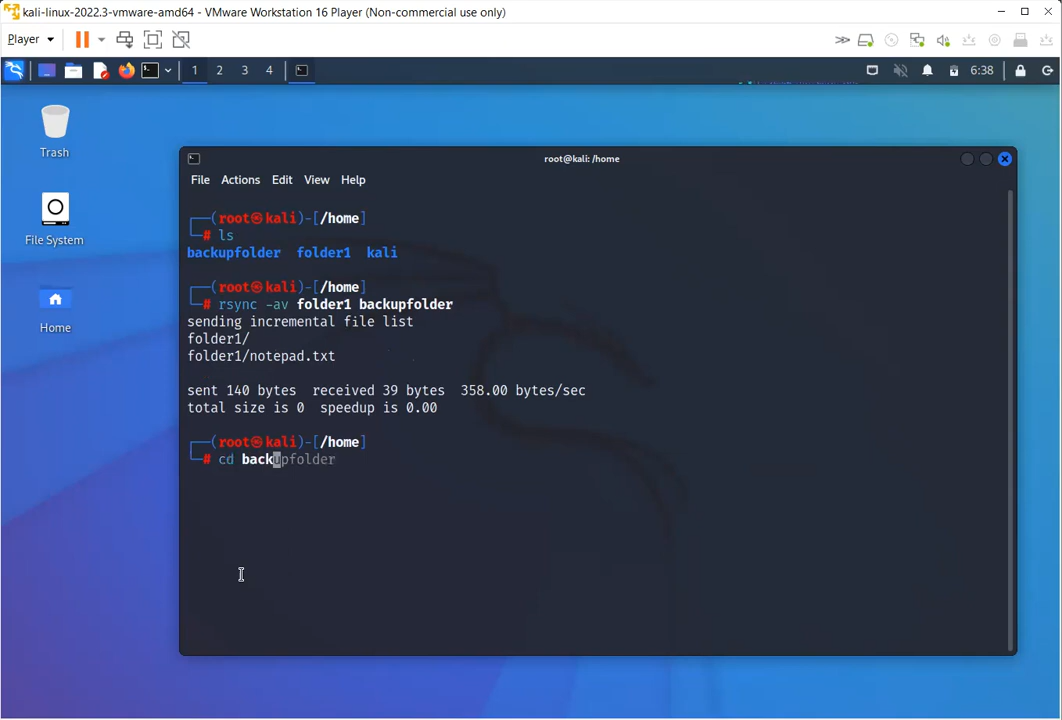 kali-linux-2022.3-vmware-amd64 - VMware Workstation 16 Player (Non-commercial use only)
Player
1 2 3 4
6:38
Trash
File System
Home
root@kali: /home
File Actions Edit View Help
┌──(root㉿kali)-[/home]
└─# ls
backupfolder folder1 kali
┌──(root㉿kali)-[/home]
└─# rsync -av folder1 backupfolder
sending incremental file list
folder1/
folder1/notepad.txt
sent 140 bytes received 39 bytes 358.00 bytes/sec
total size is 0 speedup is 0.00
┌──(root㉿kali)-[/home]
└─# cd backupfolder